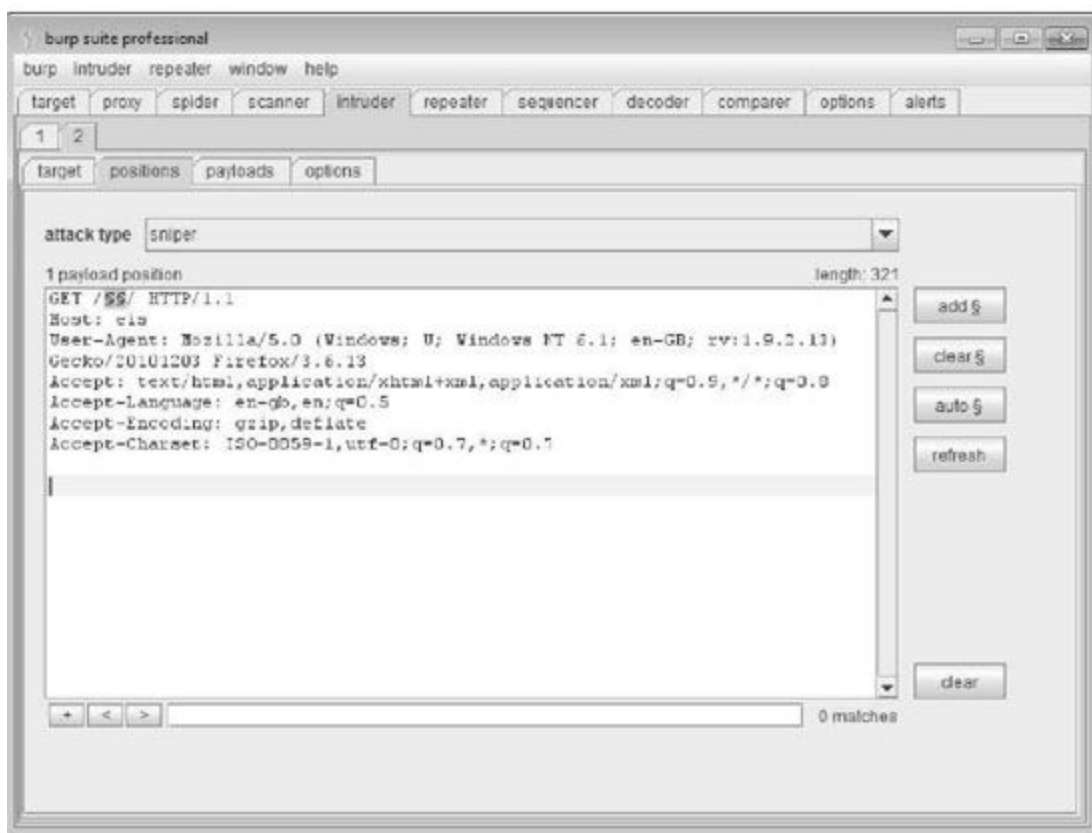 burp suite professional
burp intruder repeater window help
target proxy spider scanner intruder repeater sequencer decoder comparer options alerts
1 2
target positions payloads options
attack type sniper
1 payload position length: 321
GET /§§/ HTTP/1.1
Host: eis
User-Agent: Mozilla/5.0 (Windows; U; Windows NT 6.1; en-GB; rv:1.9.2.13)
Gecko/20101203 Firefox/3.6.13
Accept: text/html,application/xhtml+xml,application/xml;q=0.9,*/*;q=0.8
Accept-Language: en-gb,en;q=0.5
Accept-Encoding: gzip,deflate
Accept-Charset: ISO-8859-1,utf-8;q=0.7,*;q=0.7
add §
clear §
auto §
refresh
clear
+ < > 0 matches